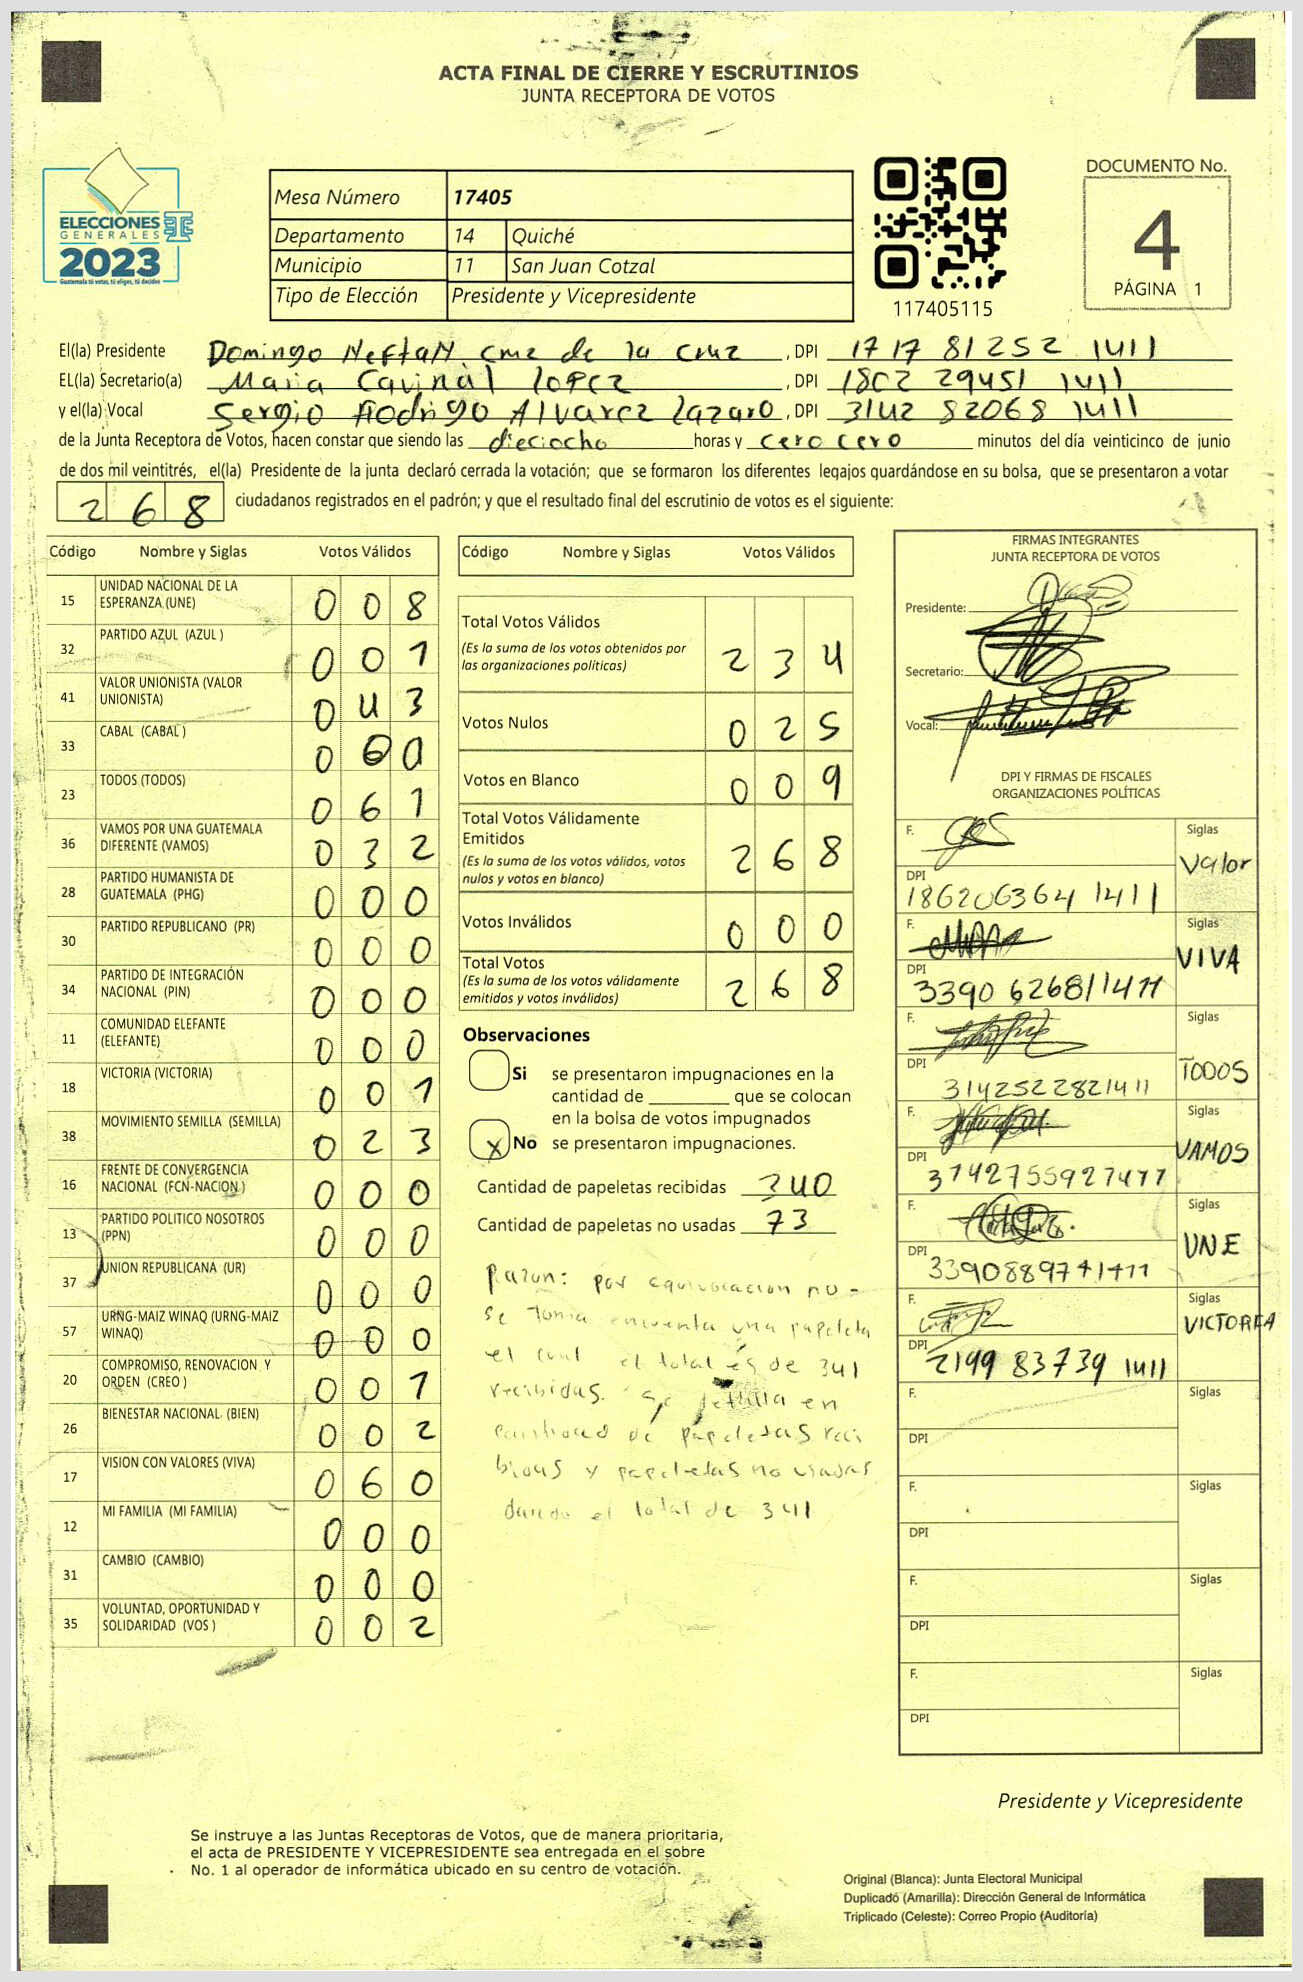 ACTA FINAL DE CIERRE Y ESCRUTINIOS
JUNTA RECEPTORA DE VOTOS
ELECCIONES
GENERALES
2023
Guatemala tú votas, tú eliges, tú decides
Mesa Número 17405
Departamento 14 Quiché
Municipio 11 San Juan Cotzal
Tipo de Elección Presidente y Vicepresidente
117405115
DOCUMENTO No.
4
PÁGINA 1
El(la) Presidente Domingo Neftalí Cruz de la Cruz, DPI 1717 81252 1411
EL(la) Secretario(a) Maria Cavinal Lopez, DPI 1802 29451 1411
y el(la) Vocal Sergio Rodrigo Alvarez Lazaro, DPI 3142 82068 1411
de la Junta Receptora de Votos, hacen constar que siendo las dieciocho horas y cero cero minutos del día veinticinco de junio
de dos mil veintitrés, el(la) Presidente de la junta declaró cerrada la votación; que se formaron los diferentes legajos quardándose en su bolsa, que se presentaron a votar
268 ciudadanos registrados en el padrón; y que el resultado final del escrutinio de votos es el siguiente:
Código Nombre y Siglas Votos Válidos
15 UNIDAD NACIONAL DE LA ESPERANZA (UNE) 008
32 PARTIDO AZUL (AZUL ) 001
41 VALOR UNIONISTA (VALOR UNIONISTA) 043
33 CABAL (CABAL ) 000
23 TODOS (TODOS) 061
36 VAMOS POR UNA GUATEMALA DIFERENTE (VAMOS) 032
28 PARTIDO HUMANISTA DE GUATEMALA (PHG) 000
30 PARTIDO REPUBLICANO (PR) 000
34 PARTIDO DE INTEGRACIÓN NACIONAL (PIN) 000
11 COMUNIDAD ELEFANTE (ELEFANTE) 000
18 VICTORIA (VICTORIA) 001
38 MOVIMIENTO SEMILLA (SEMILLA) 023
16 FRENTE DE CONVERGENCIA NACIONAL (FCN-NACION ) 000
13 PARTIDO POLITICO NOSOTROS (PPN) 000
37 UNION REPUBLICANA (UR) 000
57 URNG-MAIZ WINAQ (URNG-MAIZ WINAQ) 000
20 COMPROMISO, RENOVACION Y ORDEN (CREO ) 001
26 BIENESTAR NACIONAL (BIEN) 002
17 VISION CON VALORES (VIVA) 060
12 MI FAMILIA (MI FAMILIA) 000
31 CAMBIO (CAMBIO) 000
35 VOLUNTAD, OPORTUNIDAD Y SOLIDARIDAD (VOS ) 002
Código Nombre y Siglas Votos Válidos
Total Votos Válidos 234
(Es la suma de los votos obtenidos por
las organizaciones políticas)
Votos Nulos 025
Votos en Blanco 009
Total Votos Válidamente
Emitidos 268
(Es la suma de los votos válidos, votos
nulos y votos en blanco)
Votos Inválidos 000
Total Votos 268
(Es la suma de los votos válidamente
emitidos y votos inválidos)
Observaciones
Si se presentaron impugnaciones en la
cantidad de ________ que se colocan
en la bolsa de votos impugnados
x No se presentaron impugnaciones.
Cantidad de papeletas recibidas 340
Cantidad de papeletas no usadas 73
Razon: por equivocacion no
se toma encuenta una papeleta
el cual el total es de 341
recibidas. se detalla en
cantidad de papeletas reci
bidas y papeletas no usadas
dando el total de 341
FIRMAS INTEGRANTES
JUNTA RECEPTORA DE VOTOS
Presidente:
Secretario:
Vocal:
DPI Y FIRMAS DE FISCALES
ORGANIZACIONES POLÍTICAS
F. Siglas Valor
DPI 186206364 1411
F. Siglas VIVA
DPI 3390 62681 1411
F. Siglas TODOS
DPI 3142522821411
F. Siglas VAMOS
DPI 3142755921411
F. Siglas UNE
DPI 3390889741411
F. Siglas VICTORIA
DPI 2199 83739 1411
F. Siglas
DPI
F. Siglas
DPI
F. Siglas
DPI
F. Siglas
DPI
Presidente y Vicepresidente
Se instruye a las Juntas Receptoras de Votos, que de manera prioritaria,
el acta de PRESIDENTE Y VICEPRESIDENTE sea entregada en el sobre
No. 1 al operador de informática ubicado en su centro de votación.
Original (Blanca): Junta Electoral Municipal
Duplicado (Amarilla): Dirección General de Informática
Triplicado (Celeste): Correo Propio (Auditoría)